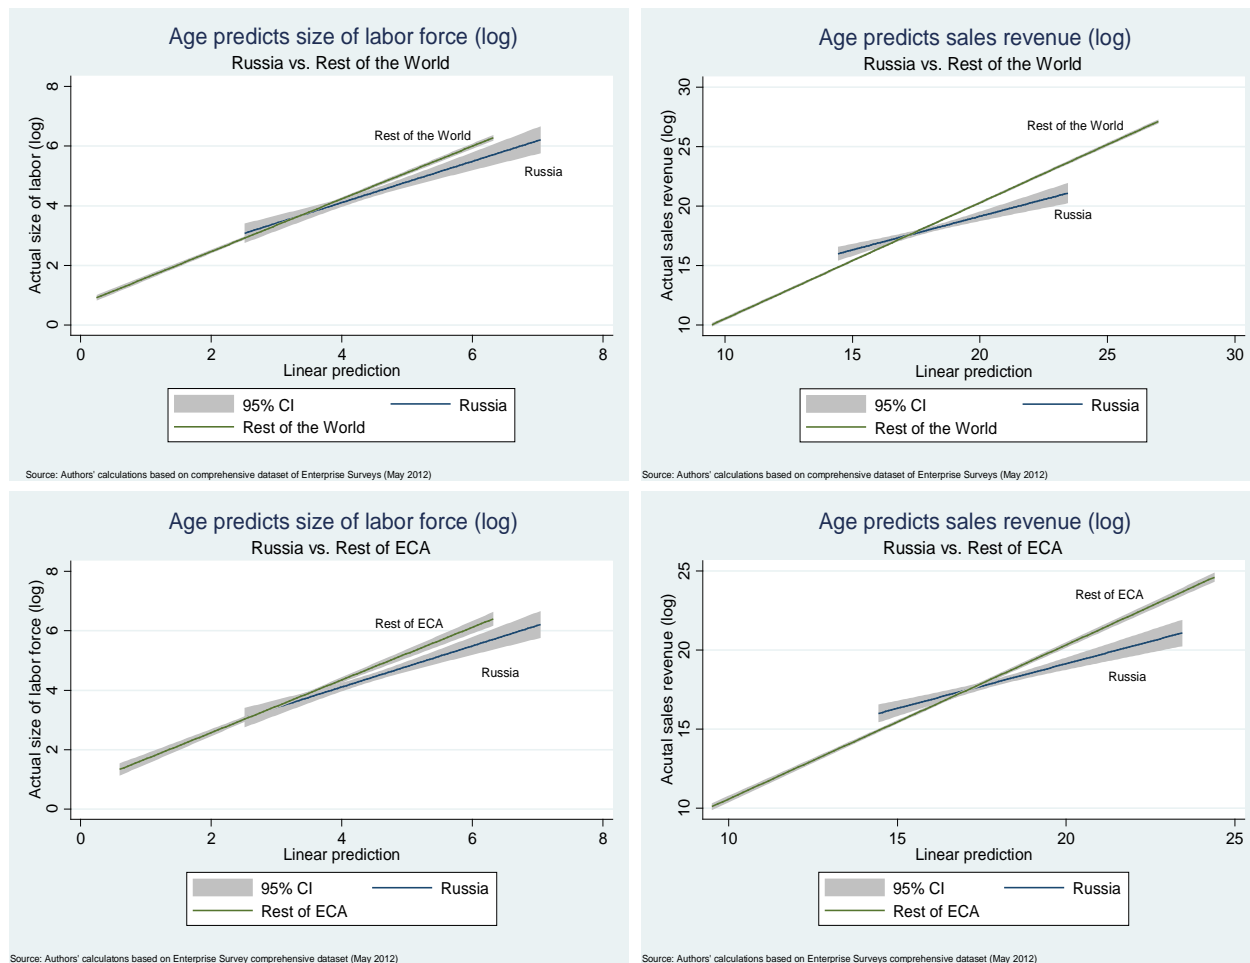 Age predicts size of labor force (log)
Russia vs. Rest of the World
Actual size of labor (log)
8
6
4
2
0
Rest of the World
Russia
0 2 4 6 8
Linear prediction
95% CI Russia
Rest of the World
Source: Authors' calculations based on comprehensive dataset of Enterprise Surveys (May 2012)
Age predicts sales revenue (log)
Russia vs. Rest of the World
Actual sales revenue (log)
30
25
20
15
10
Rest of the World
Russia
10 15 20 25 30
Linear prediction
95% CI Russia
Rest of the World
Source: Authors' calculations based on comprehensive dataset of Enterprise Surveys (May 2012)
Age predicts size of labor force (log)
Russia vs. Rest of ECA
Actual size of labor force (log)
8
6
4
2
0
Rest of ECA
Russia
0 2 4 6 8
Linear prediction
95% CI Russia
Rest of ECA
Source: Authors' calculatons based on Enterprise Survey comprehensive dataset (May 2012)
Age predicts sales revenue (log)
Russia vs. Rest of ECA
Acutal sales revenue (log)
25
20
15
10
Rest of ECA
Russia
10 15 20 25
Linear prediction
95% CI Russia
Rest of ECA
Source: Authors' calculations based on Enterprise Surveys comprehensive dataset (May 2012)